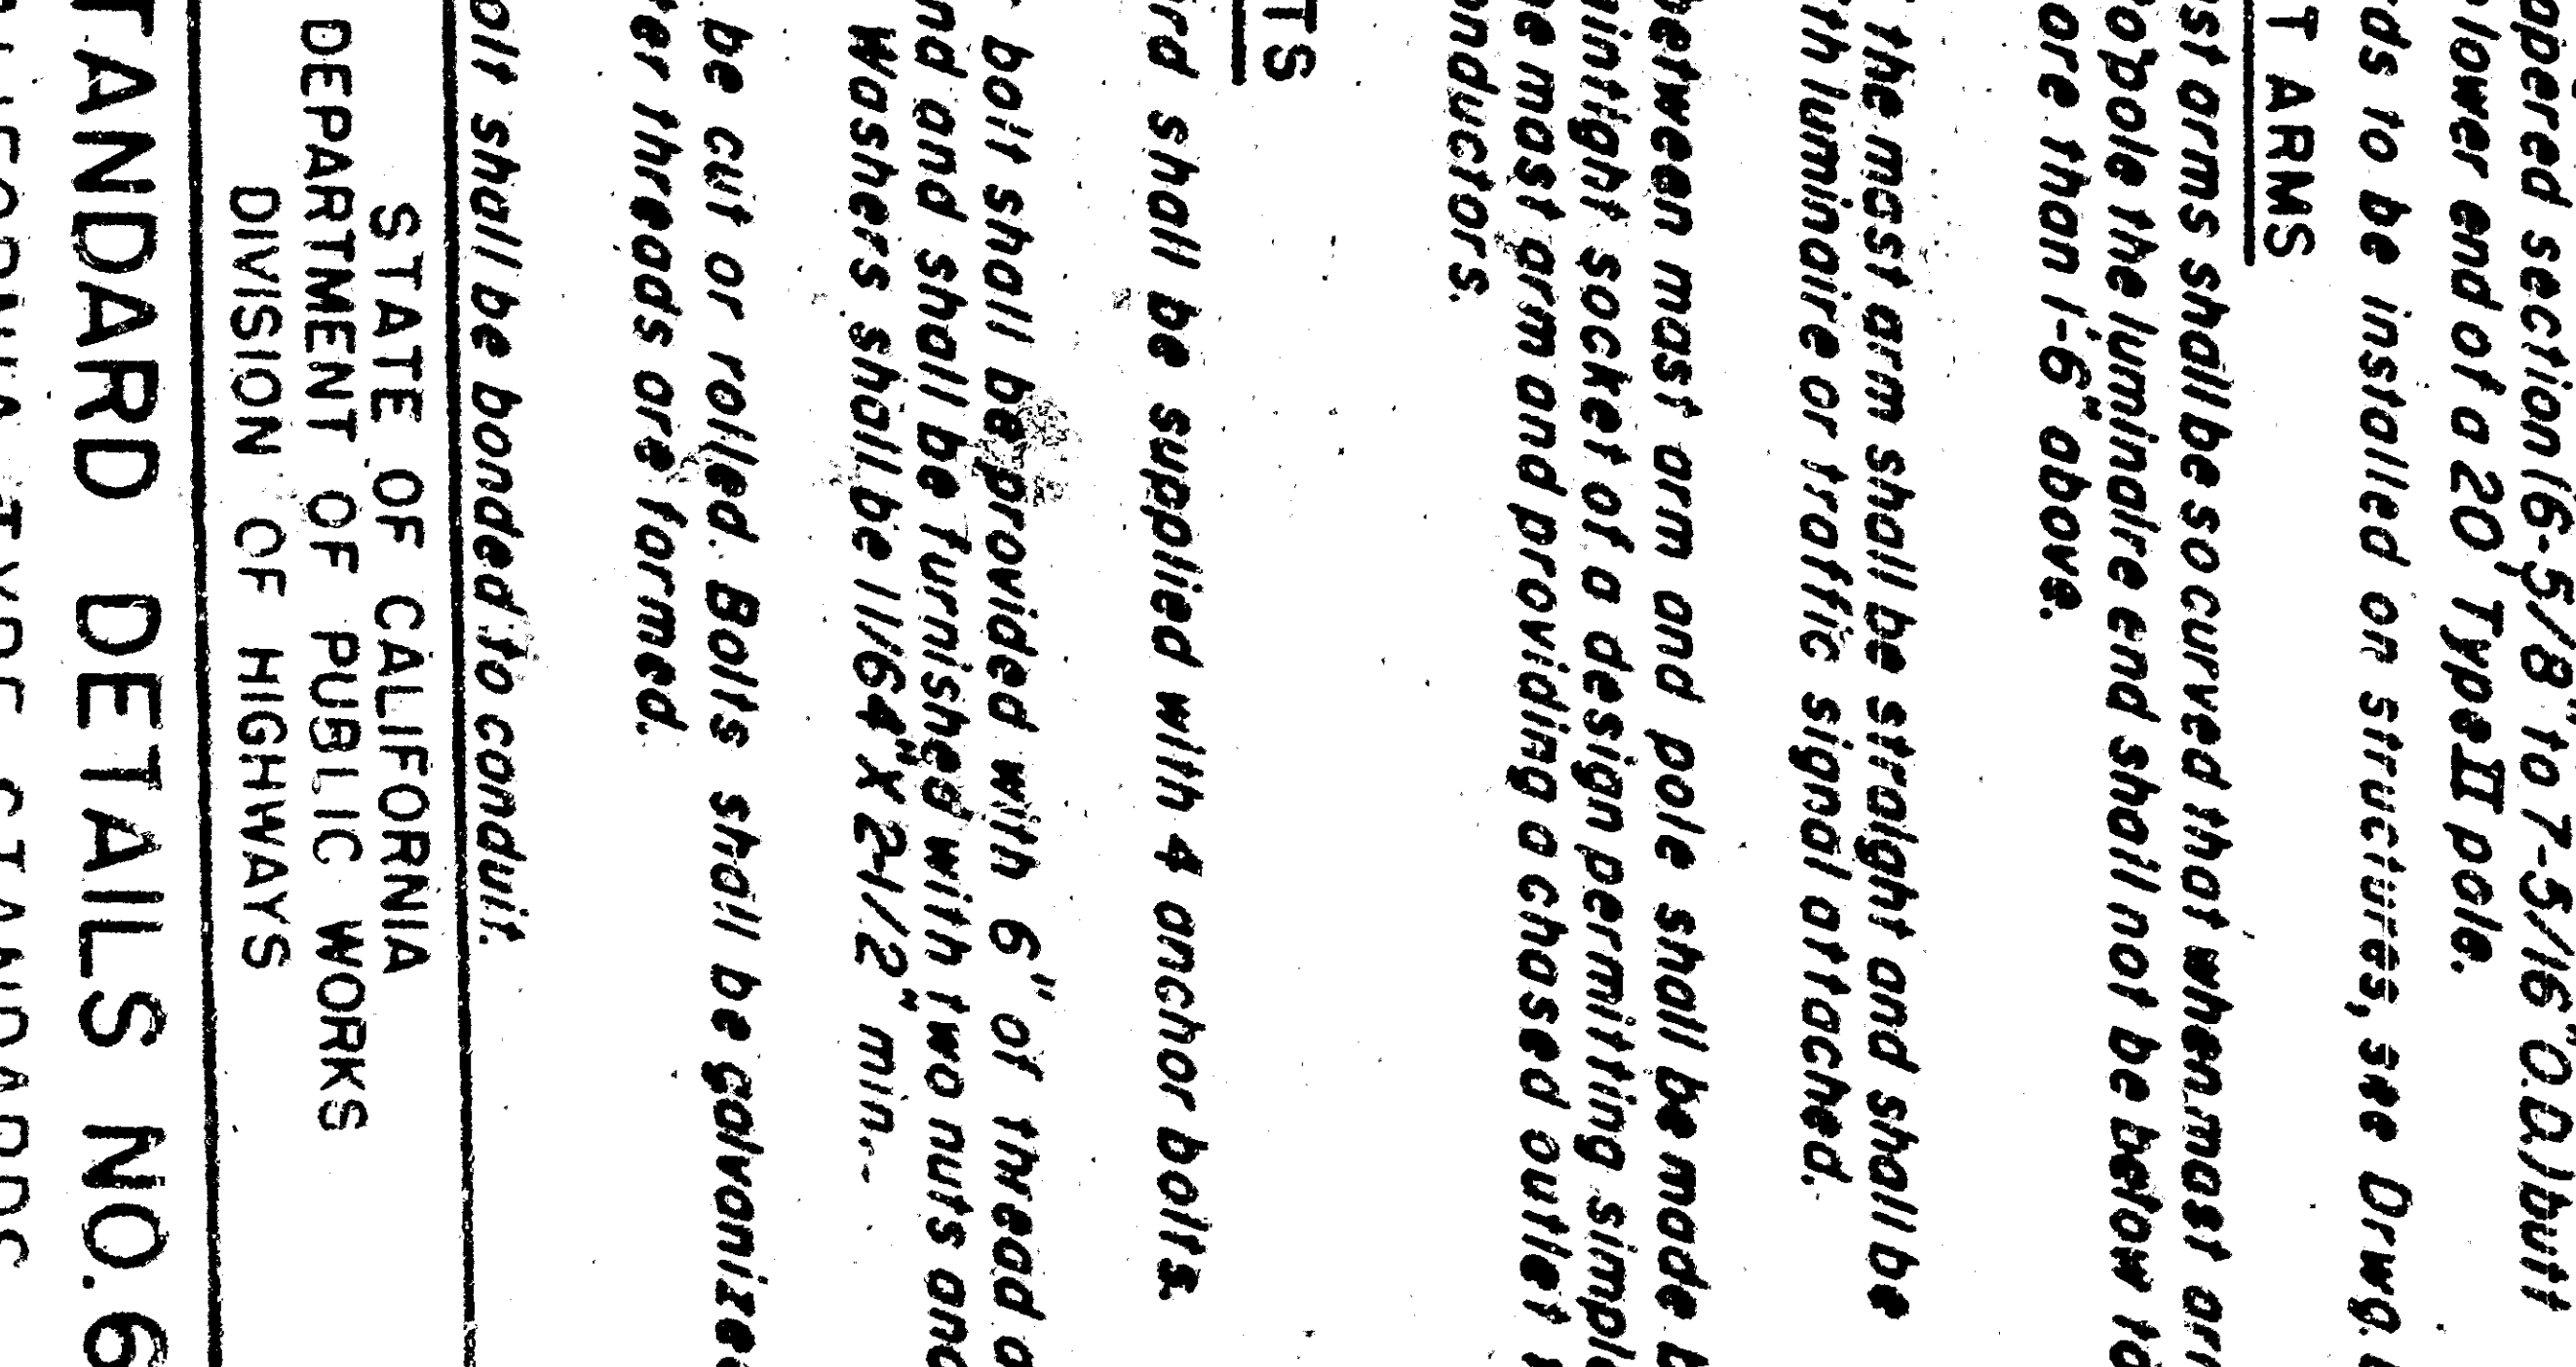 apered section (6-5/8" to 7-5/16" O.D.) butt
lower end of a 20' Type II pole.
rds to be installed on structures, see Drwg.
T ARMS
st arms shall be so curved that when mast arm
to pole the luminaire end shall not be below
ore than 1'-6" above.
the mast arm shall be straight and shall be
th luminaire or traffic signal attached.
between mast arm and pole shall be made
aintight socket of a design permitting simple
he mast arm and providing a chased outlet
onductors.
TS
rd shall be supplied with 4 anchor bolts.
bolt shall be provided with 6" of thread
nd and shall be furnished with two nuts and
Washers shall be 11/64" x 2-1/2" min.
be cut or rolled. Bolts shall be galvanized
ter threads are formed.
olt shall be bonded to conduit.
STATE OF CALIFORNIA
DEPARTMENT OF PUBLIC WORKS
DIVISION OF HIGHWAYS
TANDARD DETAILS NO. 6
TYPE STANDARDS